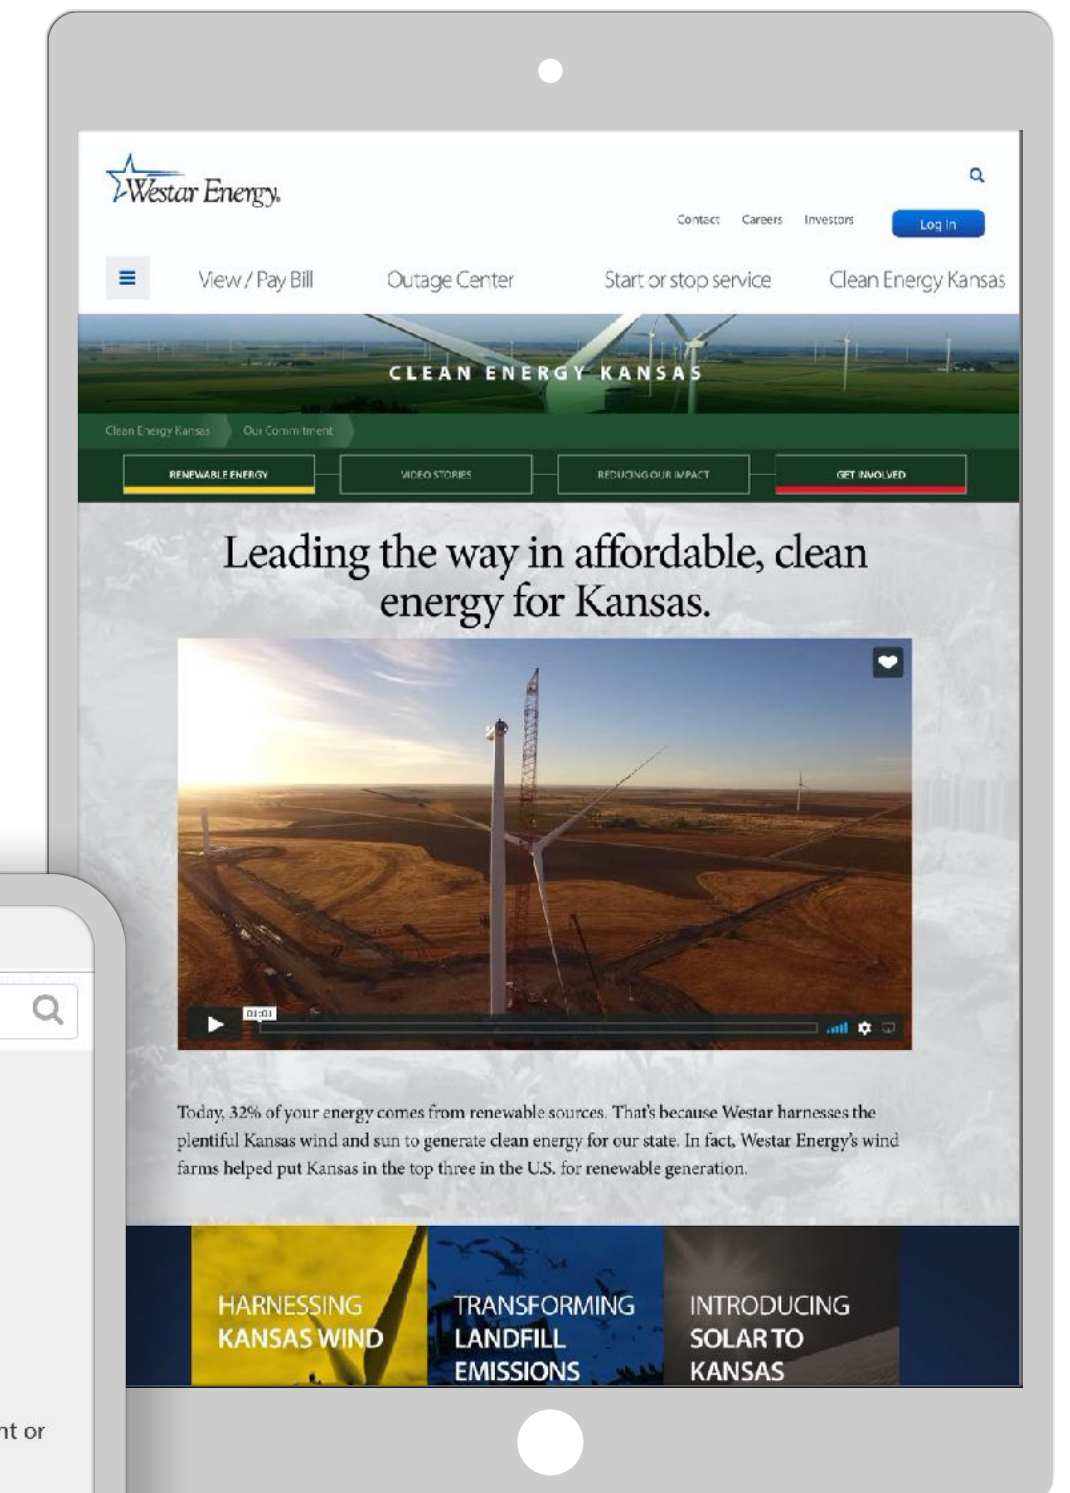 Westar Energy.
Contact Careers Investors Log In
View / Pay Bill Outage Center Start or stop service Clean Energy Kansas
CLEAN ENERGY KANSAS
Clean Energy Kansas Our Commitment
RENEWABLE ENERGY VIDEO STORIES REDUCING OUR IMPACT GET INVOLVED
Leading the way in affordable, clean
energy for Kansas.
01:01
Today, 32% of your energy comes from renewable sources. That's because Westar harnesses the
plentiful Kansas wind and sun to generate clean energy for our state. In fact, Westar Energy's wind
farms helped put Kansas in the top three in the U.S. for renewable generation.
HARNESSING
KANSAS WIND
TRANSFORMING
LANDFILL
EMISSIONS
INTRODUCING
SOLAR TO
KANSAS
or